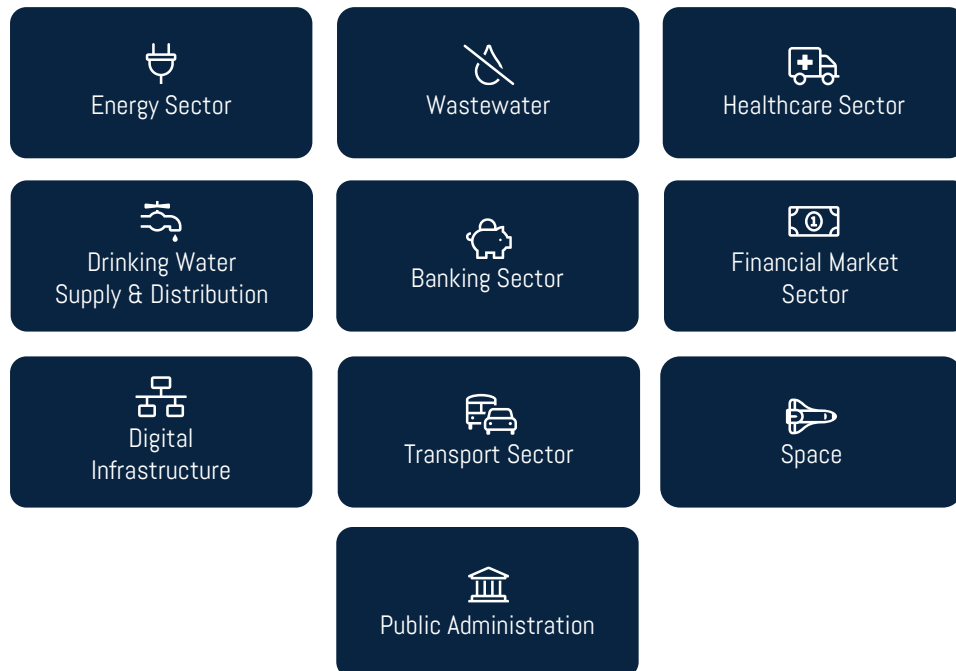 Energy Sector
Wastewater
Healthcare Sector
Drinking Water
Supply & Distribution
Banking Sector
1
Financial Market
Sector
Digital
Infrastructure
Transport Sector
Space
Public Administration